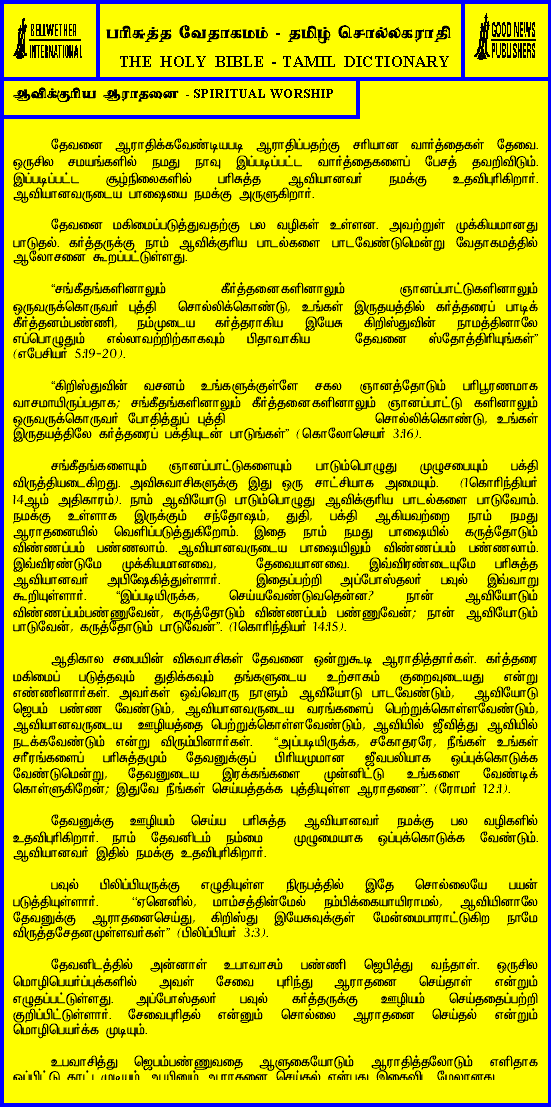 BELLWETHER
INTERNATIONAL
பரிசுத்த வேதாகமம் - தமிழ் சொல்லகராதி
THE HOLY BIBLE - TAMIL DICTIONARY
GOOD NEWS
PUBLISHERS
ஆவிக்குரிய ஆராதனை - SPIRITUAL WORSHIP
தேவனை ஆராதிக்கவேண்டியபடி ஆராதிப்பதற்கு சரியான வார்த்தைகள் தேவை.
ஒருசில சமயங்களில் நமது நாவு இப்படிப்பட்ட வார்த்தைகளைப் பேசத் தவறிவிடும்.
இப்படிப்பட்ட சூழ்நிலைகளில் பரிசுத்த ஆவியானவர் நமக்கு உதவிபுரிகிறார்.
ஆவியானவருடைய பாஷையை நமக்கு அருளுகிறார்.
தேவனை மகிமைப்படுத்துவதற்கு பல வழிகள் உள்ளன. அவற்றுள் முக்கியமானது
பாடுதல். கர்த்தருக்கு நாம் ஆவிக்குரிய பாடல்களை பாடவேண்டுமென்று வேதாகமத்தில்
ஆலோசனை கூறப்பட்டுள்ளது.
"சங்கீதங்களினாலும் கீர்த்தனைகளினாலும் ஞானப்பாட்டுகளினாலும்
ஒருவருக்கொருவர் புத்தி சொல்லிக்கொண்டு, உங்கள் இருதயத்தில் கர்த்தரைப் பாடிக்
கீர்த்தனம்பண்ணி, நம்முடைய கர்த்தராகிய இயேசு கிறிஸ்துவின் நாமத்தினாலே
எப்பொழுதும் எல்லாவற்றிற்காகவும் பிதாவாகிய தேவனை ஸ்தோத்திரியுங்கள்"
(எபேசியர் 5:19-20).
"கிறிஸ்துவின் வசனம் உங்களுக்குள்ளே சகல ஞானத்தோடும் பரிபூரணமாக
வாசமாயிருப்பதாக; சங்கீதங்களினாலும் கீர்த்தனைகளினாலும் ஞானப்பாட்டு களினாலும்
ஒருவருக்கொருவர் போதித்துப் புத்தி சொல்லிக்கொண்டு, உங்கள்
இருதயத்திலே கர்த்தரைப் பக்தியுடன் பாடுங்கள்" (கொலோசெயர் 3:16).
சங்கீதங்களையும் ஞானப்பாட்டுகளையும் பாடும்பொழுது முழுசபையும் பக்தி
விருத்தியடைகிறது. அவிசுவாசிகளுக்கு இது ஒரு சாட்சியாக அமையும். (1கொரிந்தியர்
14ஆம் அதிகாரம்). நாம் ஆவியோடு பாடும்பொழுது ஆவிக்குரிய பாடல்களை பாடுவோம்.
நமக்கு உள்ளாக இருக்கும் சந்தோஷம், துதி, பக்தி ஆகியவற்றை நாம் நமது
ஆராதனையில் வெளிப்படுத்துகிறோம். இதை நாம் நமது பாஷையில் கருத்தோடும்
விண்ணப்பம் பண்ணலாம். ஆவியானவருடைய பாஷையிலும் விண்ணப்பம் பண்ணலாம்.
இவ்விரண்டுமே முக்கியமானவை, தேவையானவை. இவ்விரண்டையுமே பரிசுத்த
ஆவியானவர் அபிஷேகித்துள்ளார். இதைப்பற்றி அப்போஸ்தலர் பவுல் இவ்வாறு
கூறியுள்ளார். "இப்படியிருக்க, செய்யவேண்டுவதென்ன? நான் ஆவியோடும்
விண்ணப்பம்பண்ணுவேன், கருத்தோடும் விண்ணப்பம் பண்ணுவேன்; நான் ஆவியோடும்
பாடுவேன், கருத்தோடும் பாடுவேன்". (1கொரிந்தியர் 14:15).
ஆதிகால சபையின் விசுவாசிகள் தேவனை ஒன்றுகூடி ஆராதித்தார்கள். கர்த்தரை
மகிமைப் படுத்தவும் துதிக்கவும் தங்களுடைய உற்சாகம் குறைவுடையது என்று
எண்ணினார்கள். அவர்கள் ஒவ்வொரு நாளும் ஆவியோடு பாடவேண்டும், ஆவியோடு
ஜெபம் பண்ண வேண்டும், ஆவியானவருடைய வரங்களைப் பெற்றுக்கொள்ளவேண்டும்,
ஆவியானவருடைய ஊழியத்தை பெற்றுக்கொள்ளவேண்டும், ஆவியில் ஜீவித்து ஆவியில்
நடக்கவேண்டும் என்று விரும்பினார்கள். "அப்படியிருக்க, சகோதரரே, நீங்கள் உங்கள்
சரீரங்களைப் பரிசுத்தமும் தேவனுக்குப் பிரியமுமான ஜீவபலியாக ஒப்புக்கொடுக்க
வேண்டுமென்று, தேவனுடைய இரக்கங்களை முன்னிட்டு உங்களை வேண்டிக்
கொள்ளுகிறேன்; இதுவே நீங்கள் செய்யத்தக்க புத்தியுள்ள ஆராதனை". (ரோமர் 12:1).
தேவனுக்கு ஊழியம் செய்ய பரிசுத்த ஆவியானவர் நமக்கு பல வழிகளில்
உதவிபுரிகிறார். நாம் தேவனிடம் நம்மை முழுமையாக ஒப்புக்கொடுக்க வேண்டும்.
ஆவியானவர் இதில் நமக்கு உதவிபுரிகிறார்.
பவுல் பிலிப்பியருக்கு எழுதியுள்ள நிருபத்தில் இதே சொல்லையே பயன்
படுத்தியுள்ளார். "ஏனெனில், மாம்சத்தின்மேல் நம்பிக்கையாயிராமல், ஆவியினாலே
தேவனுக்கு ஆராதனைசெய்து, கிறிஸ்து இயேசுவுக்குள் மேன்மைபாராட்டுகிற நாமே
விருத்தசேதனமுள்ளவர்கள்" (பிலிப்பியர் 3:3).
தேவனிடத்தில் அன்னாள் உபாவாசம் பண்ணி ஜெபித்து வந்தாள். ஒருசில
மொழிபெயர்ப்புக்களில் அவள் சேவை புரிந்து ஆராதனை செய்தாள் என்றும்
எழுதப்பட்டுள்ளது. அப்போஸ்தலர் பவுல் கர்த்தருக்கு ஊழியம் செய்ததைப்பற்றி
குறிப்பிட்டுள்ளார். சேவைபுரிதல் என்னும் சொல்லை ஆராதனை செய்தல் என்றும்
மொழிபெயர்க்க முடியும்.
உபவாசித்து ஜெபம்பண்ணுவதை ஆளுகையோடும் ஆராதித்தலோடும் எளிதாக
ஒப்பிட்டு காட்ட முடியும். ஆயினும் ஆராதனை செய்தல் என்பது இதைவிட மேலானது.